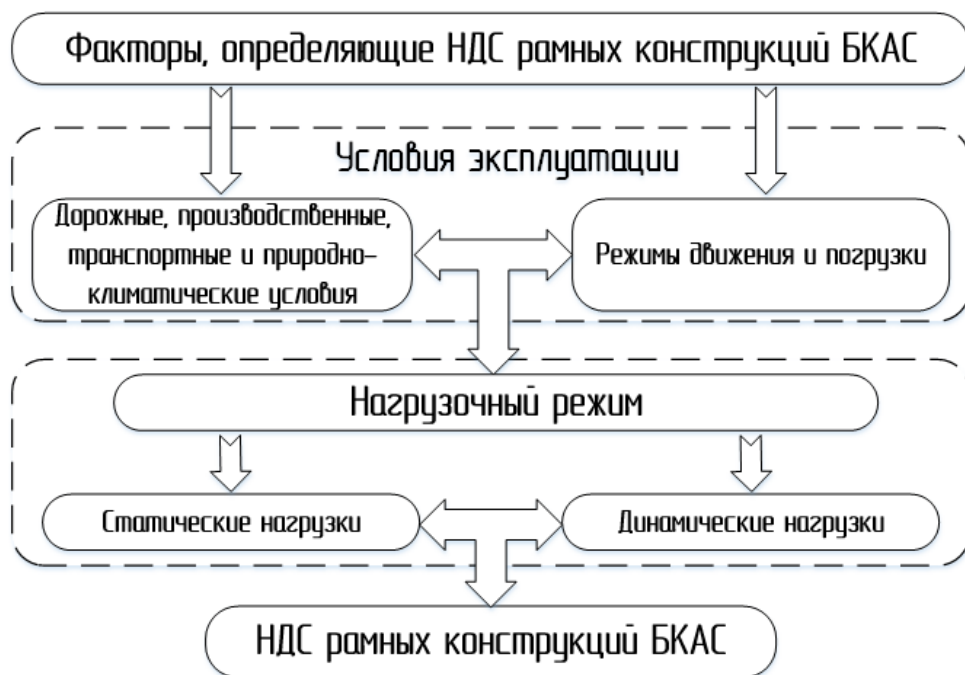 Факторы, определяющие НДС рамных конструкций БКАС
Условия эксплуатации
Дорожные, производственные,
транспортные и природно-
климатические условия
Режимы движения и погрузки
Нагрузочный режим
Статические нагрузки
Динамические нагрузки
НДС рамных конструкций БКАС